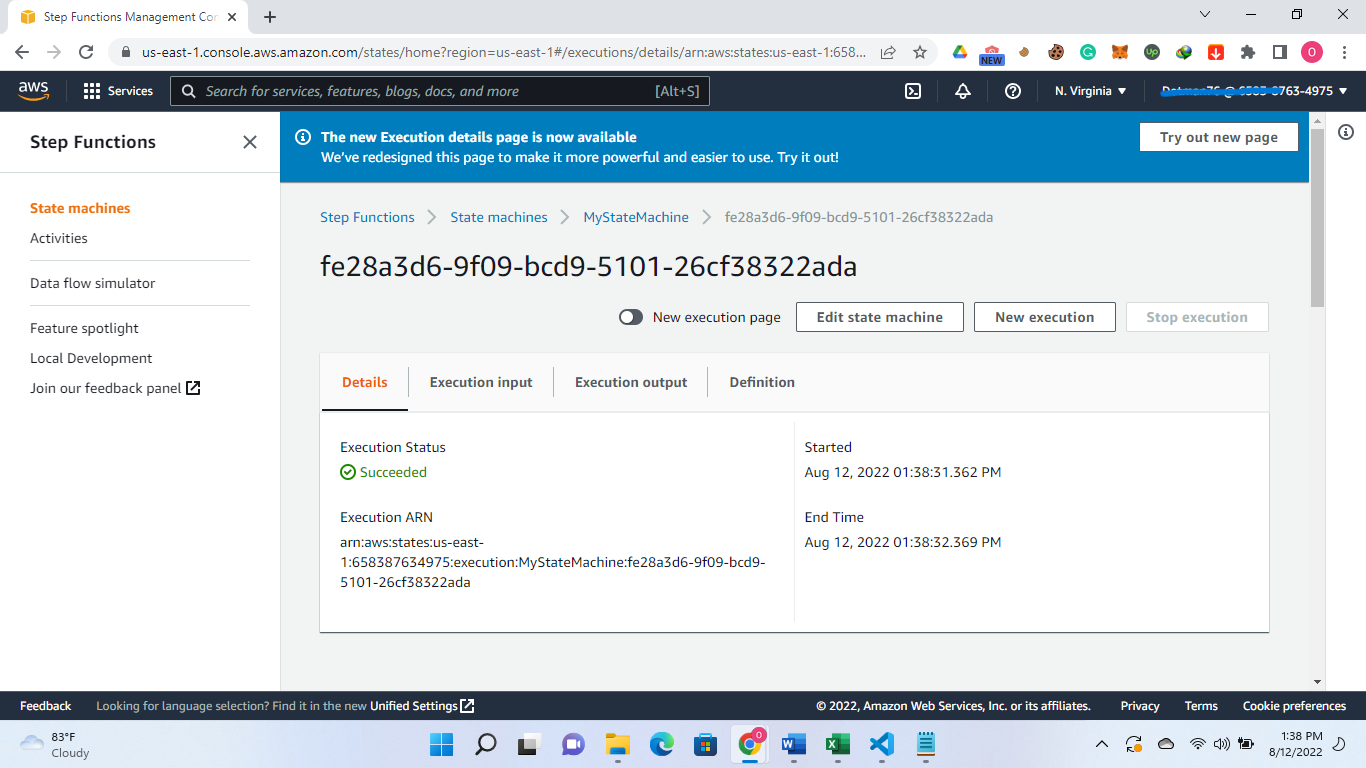 Step Functions Management Con
us-east-1.console.aws.amazon.com/states/home?region=us-east-1#/executions/details/arn:aws:states:us-east-1:658...
NEW
Up
O
aws
Services
Search for services, features, blogs, docs, and more
[Alt+S]
N. Virginia
763-4975
Step Functions
State machines
Activities
Data flow simulator
Feature spotlight
Local Development
Join our feedback panel
The new Execution details page is now available
We've redesigned this page to make it more powerful and easier to use. Try it out!
Try out new page
Step Functions
State machines
MyStateMachine
fe28a3d6-9f09-bcd9-5101-26cf38322ada
fe28a3d6-9f09-bcd9-5101-26cf38322ada
New execution page
Edit state machine
New execution
Stop execution
Details
Execution input
Execution output
Definition
Execution Status
Succeeded
Execution ARN
arn:aws:states:us-east-
1:658387634975:execution:MyStateMachine:fe28a3d6-9f09-bcd9-
5101-26cf38322ada
Started
Aug 12, 2022 01:38:31.362 PM
End Time
Aug 12, 2022 01:38:32.369 PM
Feedback
Looking for language selection? Find it in the new Unified Settings
© 2022, Amazon Web Services, Inc. or its affiliates.
Privacy
Terms
Cookie preferences
83°F
Cloudy
0
1:38 PM
8/12/2022